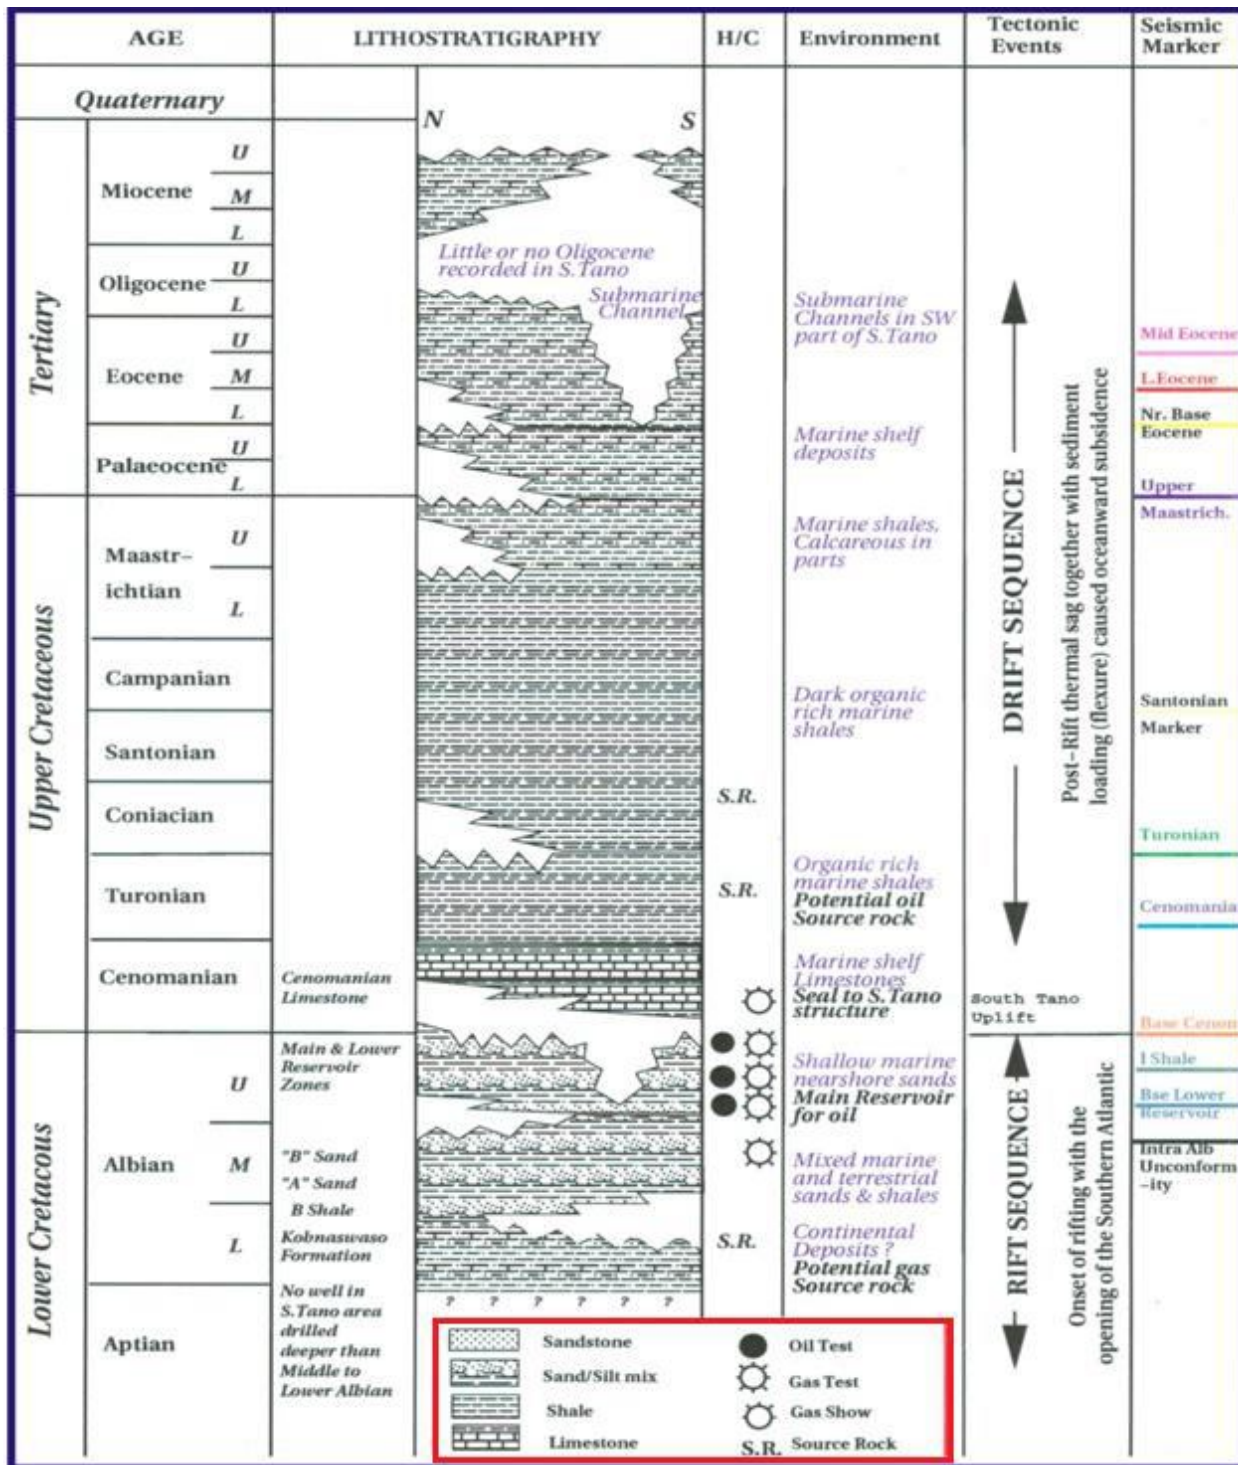 AGE
LITHOSTRATIGRAPHY
H/C
Environment
Tectonic
Events
Seismic
Marker
Quaternary
N
S
Tertiary
Miocene
U
M
L
Oligocene
U
L
Eocene
U
M
L
Palaeocene
U
L
Upper Cretaceous
Maastr-
ichtian
U
L
Campanian
Santonian
Coniacian
Turonian
Cenomanian
Lower Cretacous
Albian
U
M
L
Aptian
Cenomanian
Limestone
Main & Lower
Reservoir
Zones
"B" Sand
"A" Sand
B Shale
Kobnaswaso
Formation
No well in
S.Tano area
drilled
deeper than
Middle to
Lower Albian
Little or no Oligocene
recorded in S.Tano
Submarine
Channel
? ? ? ? ? ?
S.R.
S.R.
S.R.
Submarine
Channels in SW
part of S.Tano
Marine shelf
deposits
Marine shales,
Calcareous in
parts
Dark organic
rich marine
shales
Organic rich
marine shales
Potential oil
Source rock
Marine shelf
Limestones
Seal to S.Tano
structure
Shallow marine
nearshore sands
Main Reservoir
for oil
Mixed marine
and terrestrial
sands & shales
Continental
Deposits ?
Potential gas
Source rock
DRIFT SEQUENCE
Post-Rift thermal sag together with sediment
loading (flexure) caused oceanward subsidence
South Tano
Uplift
RIFT SEQUENCE
Onset of rifting with the
opening of the Southern Atlantic
Mid Eocene
L.Eocene
Nr. Base
Eocene
Upper
Maastrich.
Santonian
Marker
Turonian
Cenomania
Base Cenom
I Shale
Bse Lower
Reservoir
Intra Alb
Unconform
-ity
Sandstone
Sand/Silt mix
Shale
Limestone
Oil Test
Gas Test
Gas Show
S.R. Source Rock